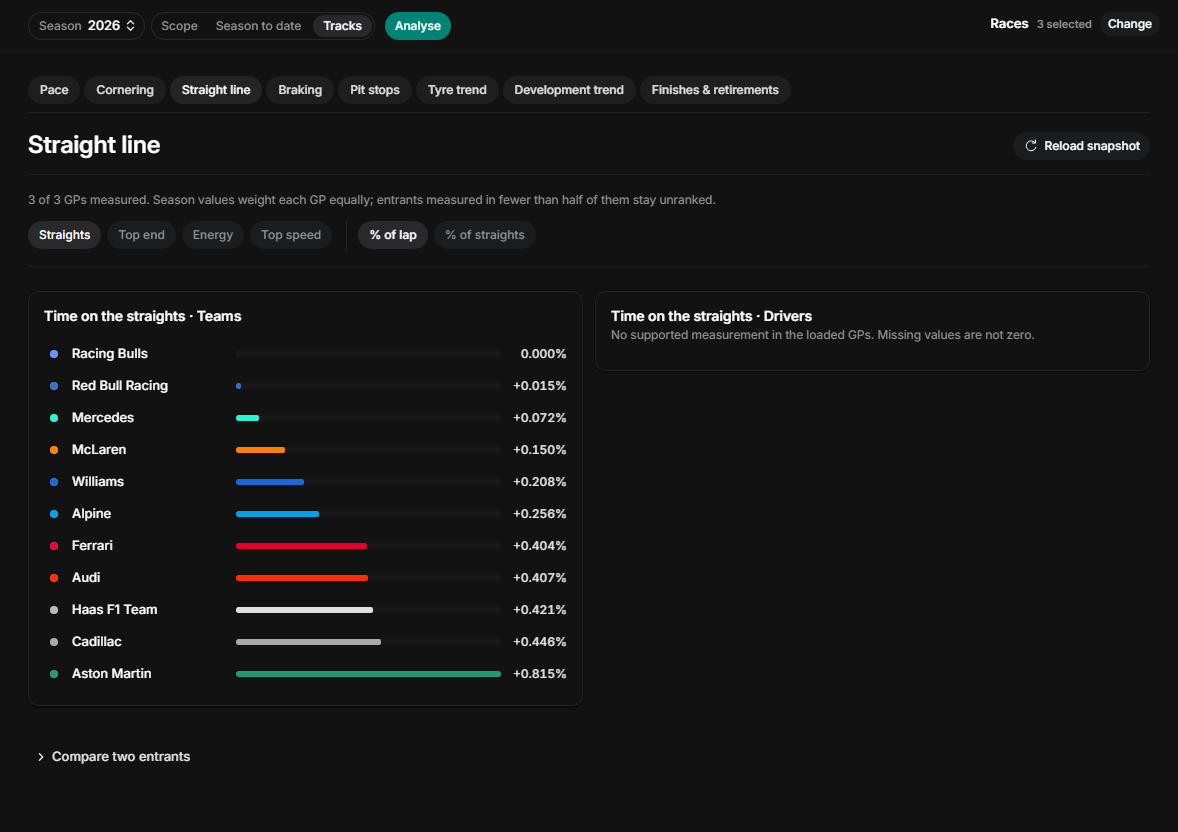 Season 2026 Scope Season to date Tracks Analyse Races 3 selected Change
Pace Cornering Straight line Braking Pit stops Tyre trend Development trend Finishes & retirements
Straight line Reload snapshot
3 of 3 GPs measured. Season values weight each GP equally; entrants measured in fewer than half of them stay unranked.
Straights Top end Energy Top speed % of lap % of straights
Time on the straights · Teams
Racing Bulls 0.000%
Red Bull Racing +0.015%
Mercedes +0.072%
McLaren +0.150%
Williams +0.208%
Alpine +0.256%
Ferrari +0.404%
Audi +0.407%
Haas F1 Team +0.421%
Cadillac +0.446%
Aston Martin +0.815%
Time on the straights · Drivers
No supported measurement in the loaded GPs. Missing values are not zero.
Compare two entrants